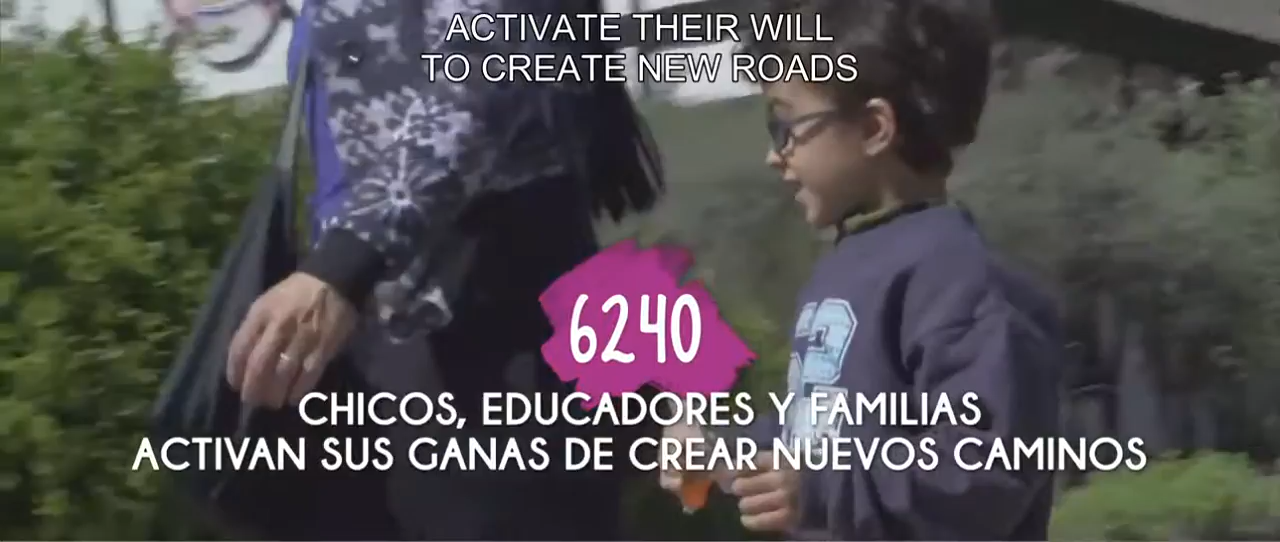 ACTIVATE THEIR WILL
TO CREATE NEW ROADS
6240
CHICOS, EDUCADORES Y FAMILIAS
ACTIVAN SUS GANAS DE CREAR NUEVOS CAMINOS